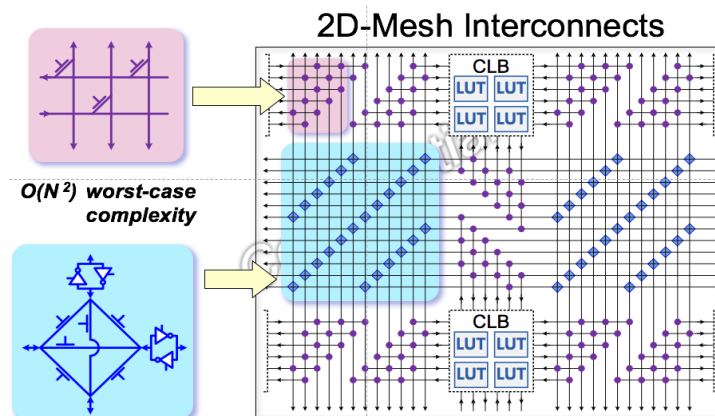 2D-Mesh Interconnects
CLB
LUT LUT
LUT LUT
O(N²) worst-case
complexity
CLB
LUT LUT
LUT LUT